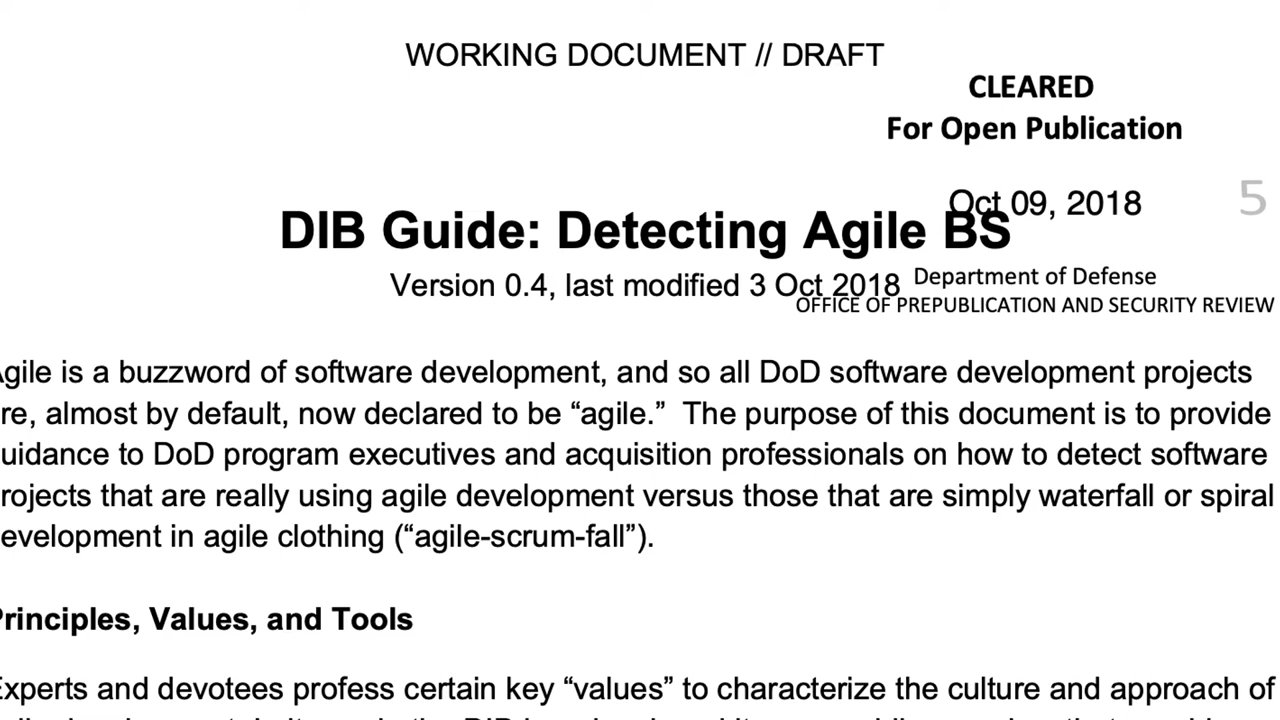 WORKING DOCUMENT // DRAFT
CLEARED
For Open Publication
Oct 09, 2018
5
DIB Guide: Detecting Agile BS
Version 0.4, last modified 3 Oct 2018
Department of Defense
OFFICE OF PREPUBLICATION AND SECURITY REVIEW
Agile is a buzzword of software development, and so all DoD software development projects
re, almost by default, now declared to be “agile.” The purpose of this document is to provide
uidance to DoD program executives and acquisition professionals on how to detect software
rojects that are really using agile development versus those that are simply waterfall or spiral
evelopment in agile clothing (“agile-scrum-fall”).
Principles, Values, and Tools
Experts and devotees profess certain key “values” to characterize the culture and approach of